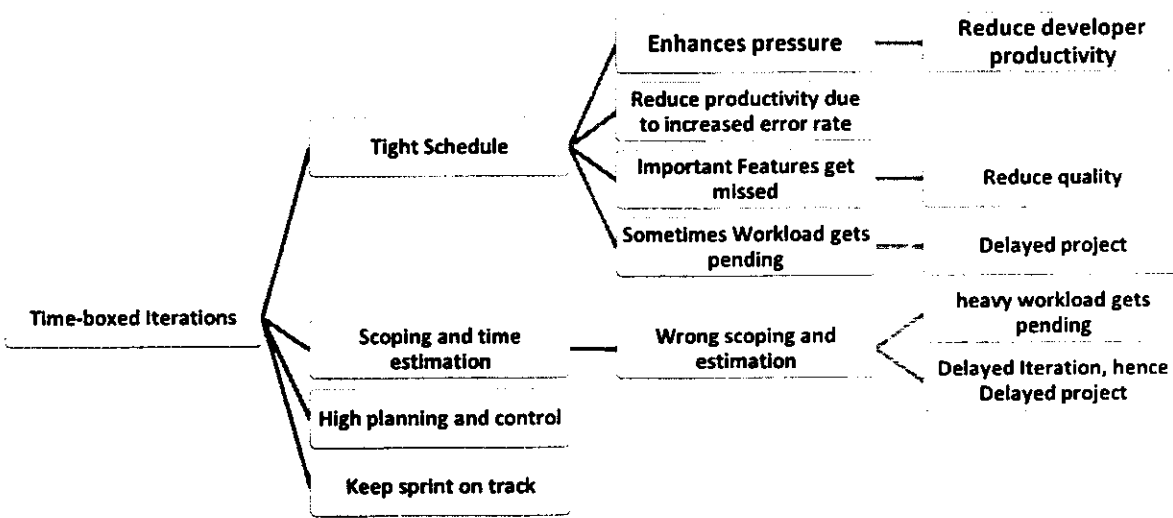 Enhances pressure
Reduce developer
productivity
Reduce productivity due
to increased error rate
Tight Schedule
Important Features get
missed
Reduce quality
Sometimes Workload gets
pending
Delayed project
Time-boxed Iterations
Scoping and time
estimation
Wrong scoping and
estimation
heavy workload gets
pending
Delayed Iteration, hence
Delayed project
High planning and control
Keep sprint on track